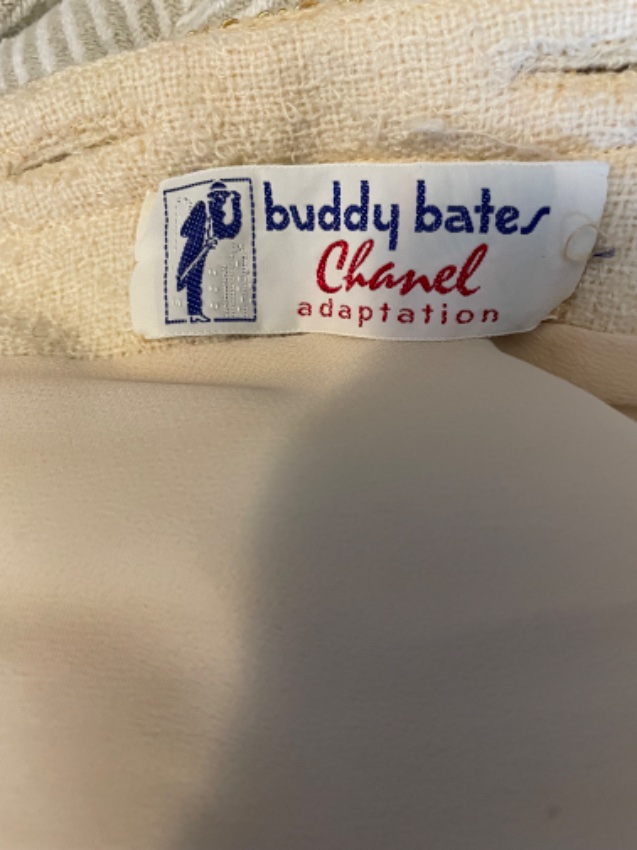 buddy bates
Chanel
adaptation